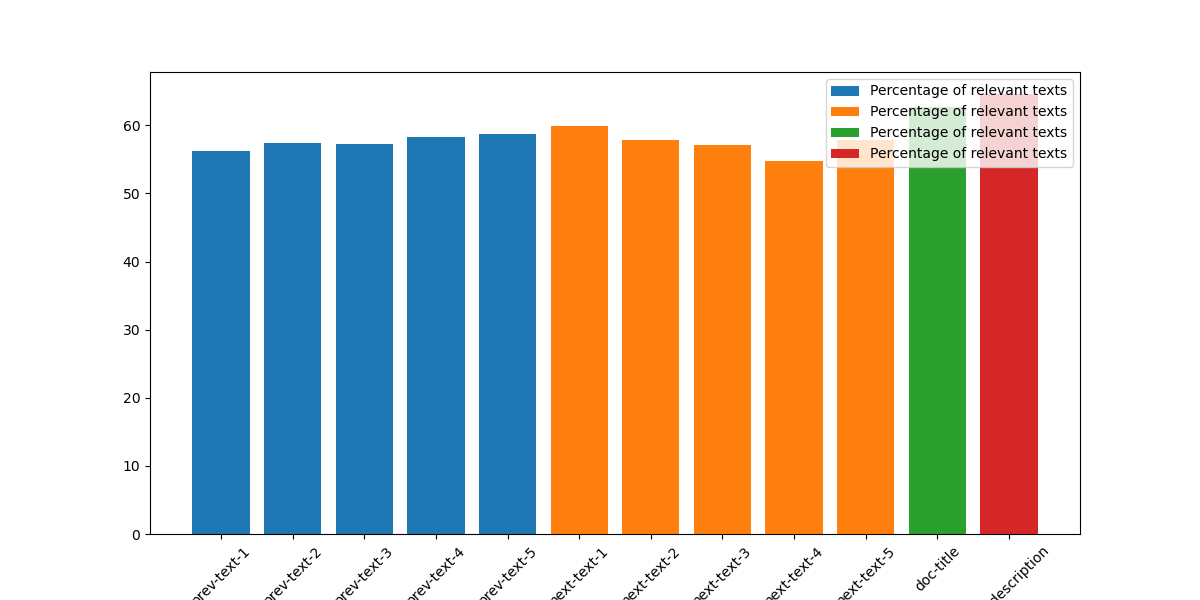 Percentage of relevant texts
Percentage of relevant texts
Percentage of relevant texts
Percentage of relevant texts
60
50
40
30
20
10
0
prev-text-1
prev-text-2
prev-text-3
prev-text-4
prev-text-5
next-text-1
next-text-2
next-text-3
next-text-4
next-text-5
doc-title
description